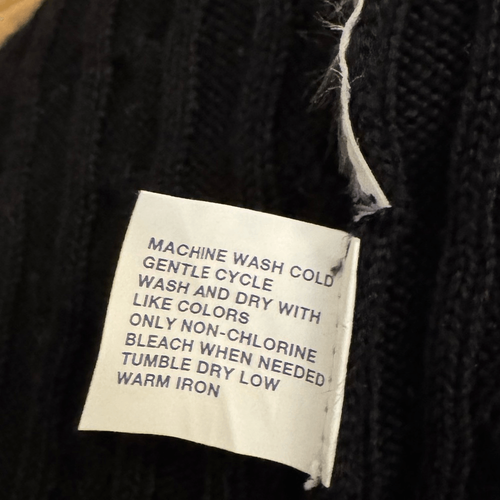 MACHINE WASH COLD
GENTLE CYCLE
WASH AND DRY WITH
LIKE COLORS
ONLY NON-CHLORINE
BLEACH WHEN NEEDED
TUMBLE DRY LOW
WARM IRON